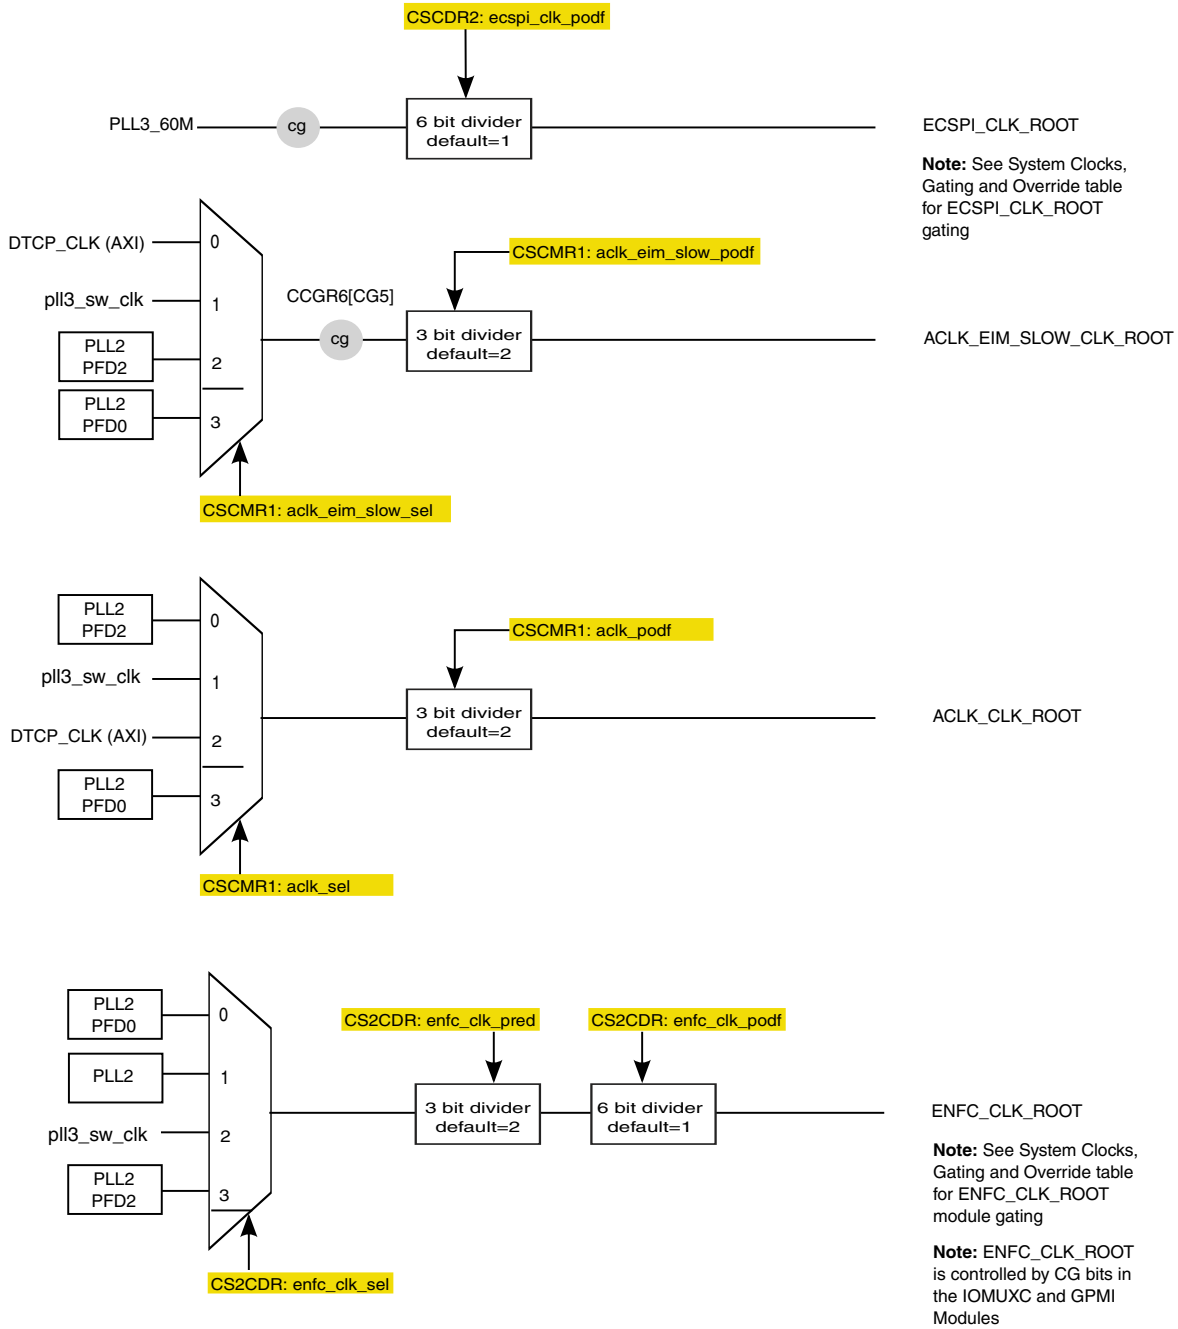 CSCDR2: ecspi_clk_podf
PLL3_60M
cg
6 bit divider
default=1
ECSPI_CLK_ROOT
Note: See System Clocks,
Gating and Override table
for ECSPI_CLK_ROOT
gating
DTCP_CLK (AXI)
0
pll3_sw_clk
1
PLL2
PFD2
2
PLL2
PFD0
3
CCGR6[CG5]
cg
CSCMR1: aclk_eim_slow_podf
3 bit divider
default=2
ACLK_EIM_SLOW_CLK_ROOT
CSCMR1: aclk_eim_slow_sel
PLL2
PFD2
0
pll3_sw_clk
1
DTCP_CLK (AXI)
2
PLL2
PFD0
3
CSCMR1: aclk_podf
3 bit divider
default=2
ACLK_CLK_ROOT
CSCMR1: aclk_sel
PLL2
PFD0
0
PLL2
1
pll3_sw_clk
2
PLL2
PFD2
3
CS2CDR: enfc_clk_pred
CS2CDR: enfc_clk_podf
3 bit divider
default=2
6 bit divider
default=1
ENFC_CLK_ROOT
Note: See System Clocks,
Gating and Override table
for ENFC_CLK_ROOT
module gating
Note: ENFC_CLK_ROOT
is controlled by CG bits in
the IOMUXC and GPMI
Modules
CS2CDR: enfc_clk_sel